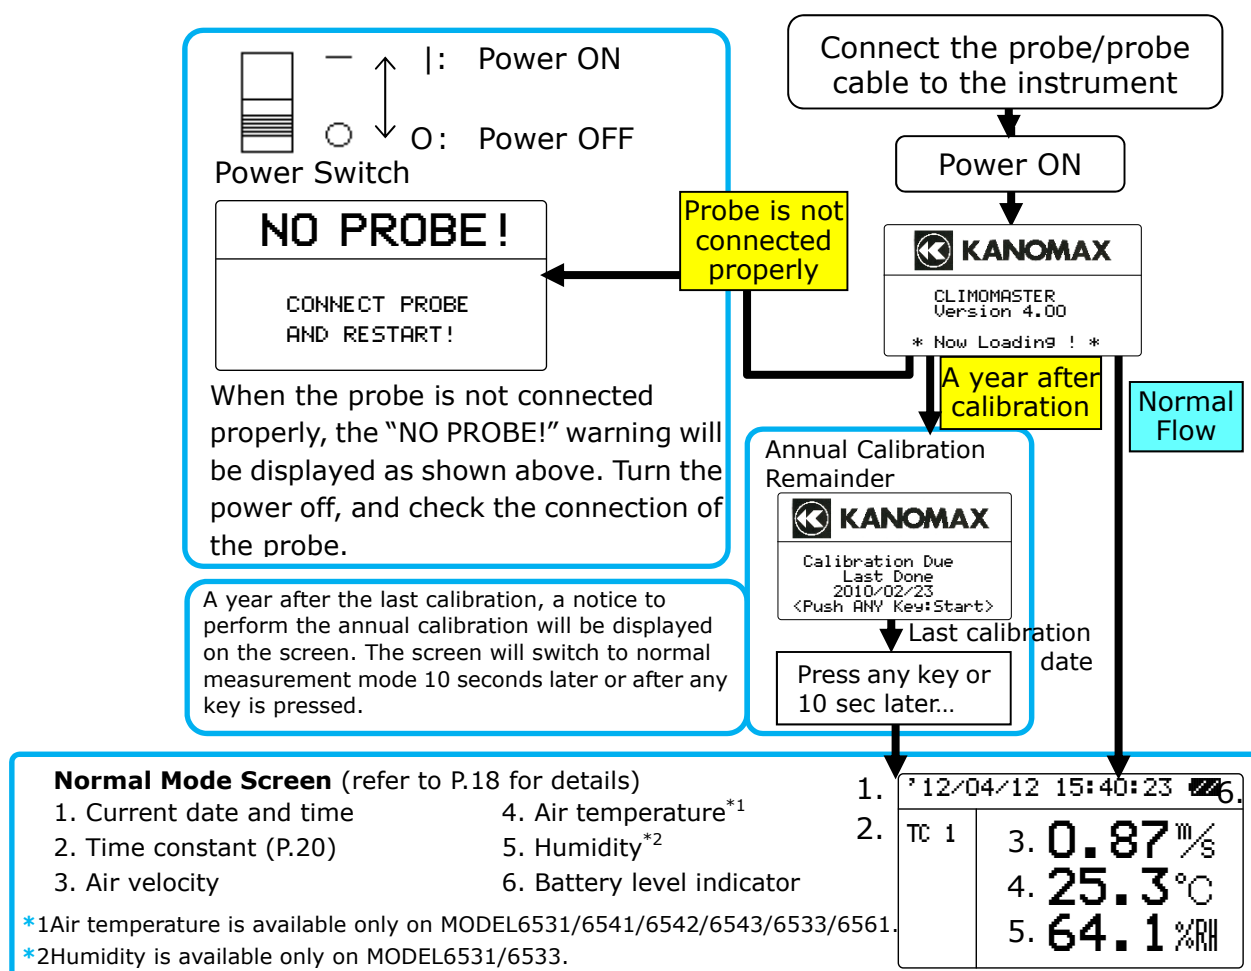 |: Power ON
O: Power OFF
Power Switch
NO PROBE!
CONNECT PROBE
AND RESTART!
When the probe is not connected
properly, the “NO PROBE!” warning will
be displayed as shown above. Turn the
power off, and check the connection of
the probe.
Connect the probe/probe
cable to the instrument
Power ON
KANOMAX
CLIMOMASTER
Version 4.00
* Now Loading ! *
Probe is not
connected
properly
A year after
calibration
Normal
Flow
Annual Calibration
Remainder
KANOMAX
Calibration Due
Last Done
2010/02/23
<Push ANY Key:Start>
Last calibration
date
Press any key or
10 sec later…
A year after the last calibration, a notice to
perform the annual calibration will be displayed
on the screen. The screen will switch to normal
measurement mode 10 seconds later or after any
key is pressed.
Normal Mode Screen (refer to P.18 for details)
1. Current date and time
2. Time constant (P.20)
3. Air velocity
4. Air temperature*1
5. Humidity*2
6. Battery level indicator
*1Air temperature is available only on MODEL6531/6541/6542/6543/6533/6561.
*2Humidity is available only on MODEL6531/6533.
1. '12/04/12 15:40:23 6.
2. TC 1
3. 0.87 m/s
4. 25.3 °C
5. 64.1 %RH